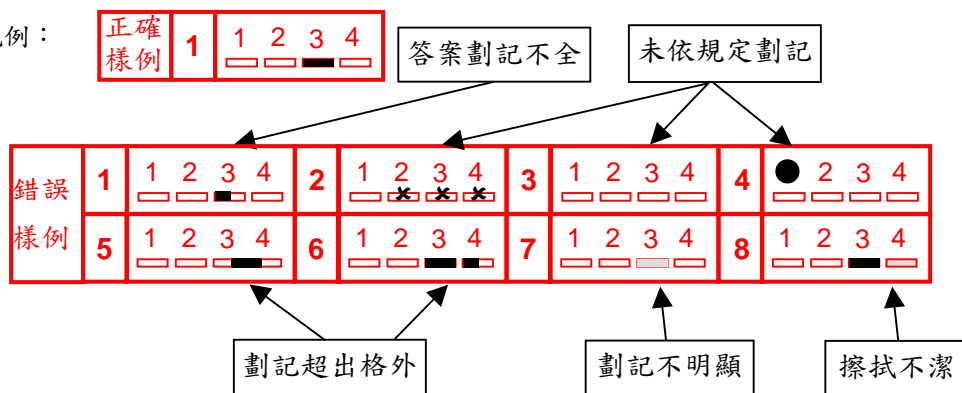 例：
正確
樣例
1
1 2 3 4
答案劃記不全
未依規定劃記
錯誤
樣例
1
1 2 3 4
2
1 2 3 4
3
1 2 3 4
4
2 3 4
5
1 2 3 4
6
1 2 3 4
7
1 2 3 4
8
1 2 3 4
劃記超出格外
劃記不明顯
擦拭不潔